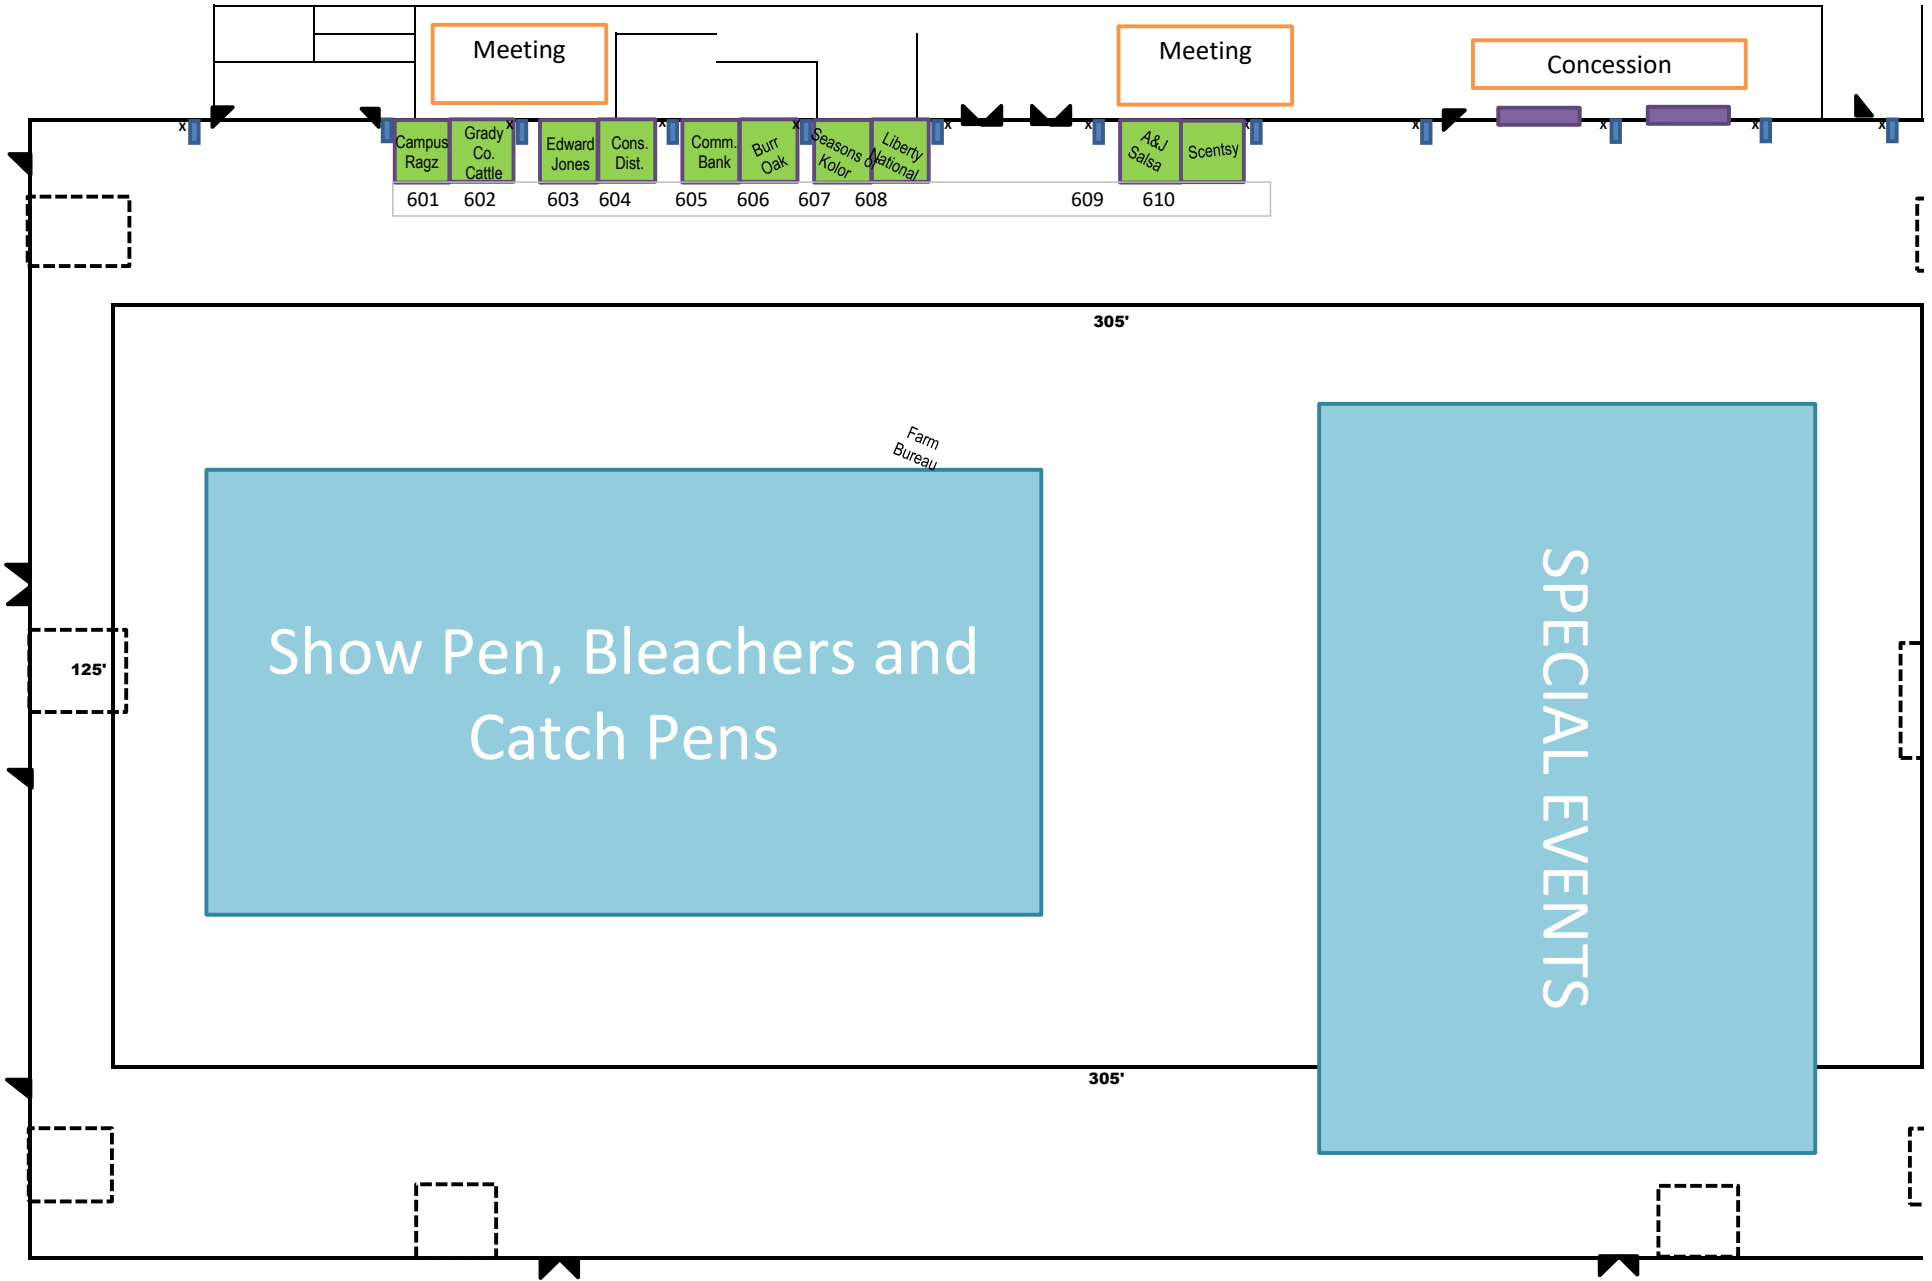 Meeting
Meeting
Concession
x
x
x
x
x
x
x
x
x
x
x
x
Campus
Ragz
Grady
Co.
Cattle
Edward
Jones
Cons.
Dist.
Comm.
Bank
Burr
Oak
Seasons of
Kolor
Liberty
National
A&J
Salsa
Scentsy
601 602 603 604 605 606 607 608 609 610
305'
Farm
Bureau
125'
Show Pen, Bleachers and
Catch Pens
SPECIAL EVENTS
305'